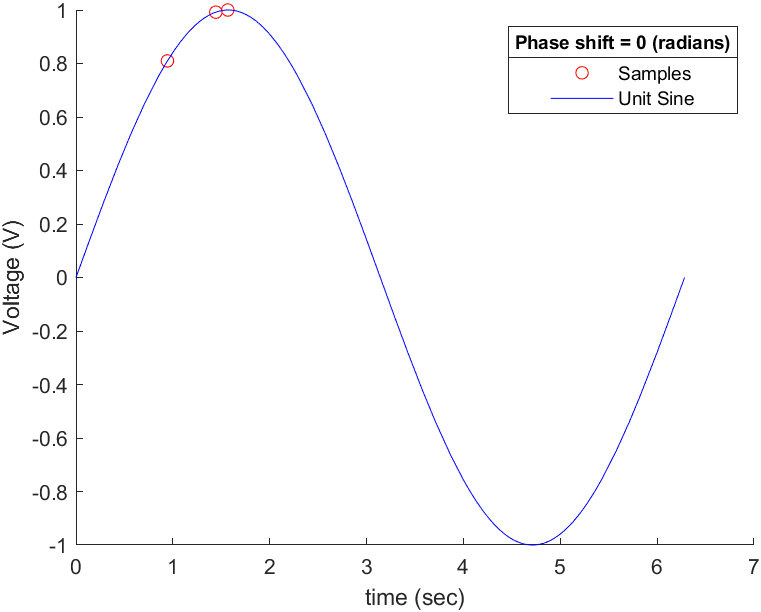 Phase shift = 0 (radians)
Samples
Unit Sine
Voltage (V)
1
0.8
0.6
0.4
0.2
0
-0.2
-0.4
-0.6
-0.8
-1
0 1 2 3 4 5 6 7
time (sec)